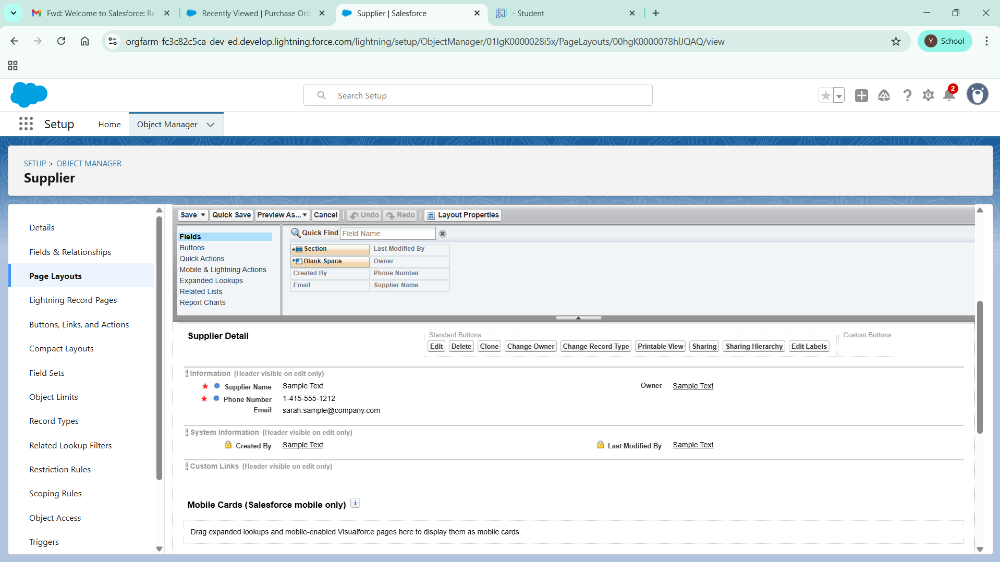 Fwd: Welcome to Salesforce: Re
Recently Viewed | Purchase Ord
Supplier | Salesforce
- Student
orgfarm-fc3c82c5ca-dev-ed.develop.lightning.force.com/lightning/setup/ObjectManager/01IgK0000028i5x/PageLayouts/00hgK0000078hlJQAQ/view
Y School
Search Setup
2
Setup
Home
Object Manager
SETUP > OBJECT MANAGER
Supplier
Details
Fields & Relationships
Page Layouts
Lightning Record Pages
Buttons, Links, and Actions
Compact Layouts
Field Sets
Object Limits
Record Types
Related Lookup Filters
Restriction Rules
Scoping Rules
Object Access
Triggers
Save Quick Save Preview As... Cancel Undo Redo Layout Properties
Fields
Buttons
Quick Actions
Mobile & Lightning Actions
Expanded Lookups
Related Lists
Report Charts
Quick Find Field Name
Section Last Modified By
Blank Space Owner
Created By Phone Number
Email Supplier Name
Supplier Detail
Standard Buttons
Edit Delete Clone Change Owner Change Record Type Printable View Sharing Sharing Hierarchy Edit Labels
Custom Buttons
Information (Header visible on edit only)
* Supplier Name Sample Text Owner Sample Text
* Phone Number 1-415-555-1212
Email sarah.sample@company.com
System Information (Header visible on edit only)
Created By Sample Text Last Modified By Sample Text
Custom Links (Header visible on edit only)
Mobile Cards (Salesforce mobile only) i
Drag expanded lookups and mobile-enabled Visualforce pages here to display them as mobile cards.